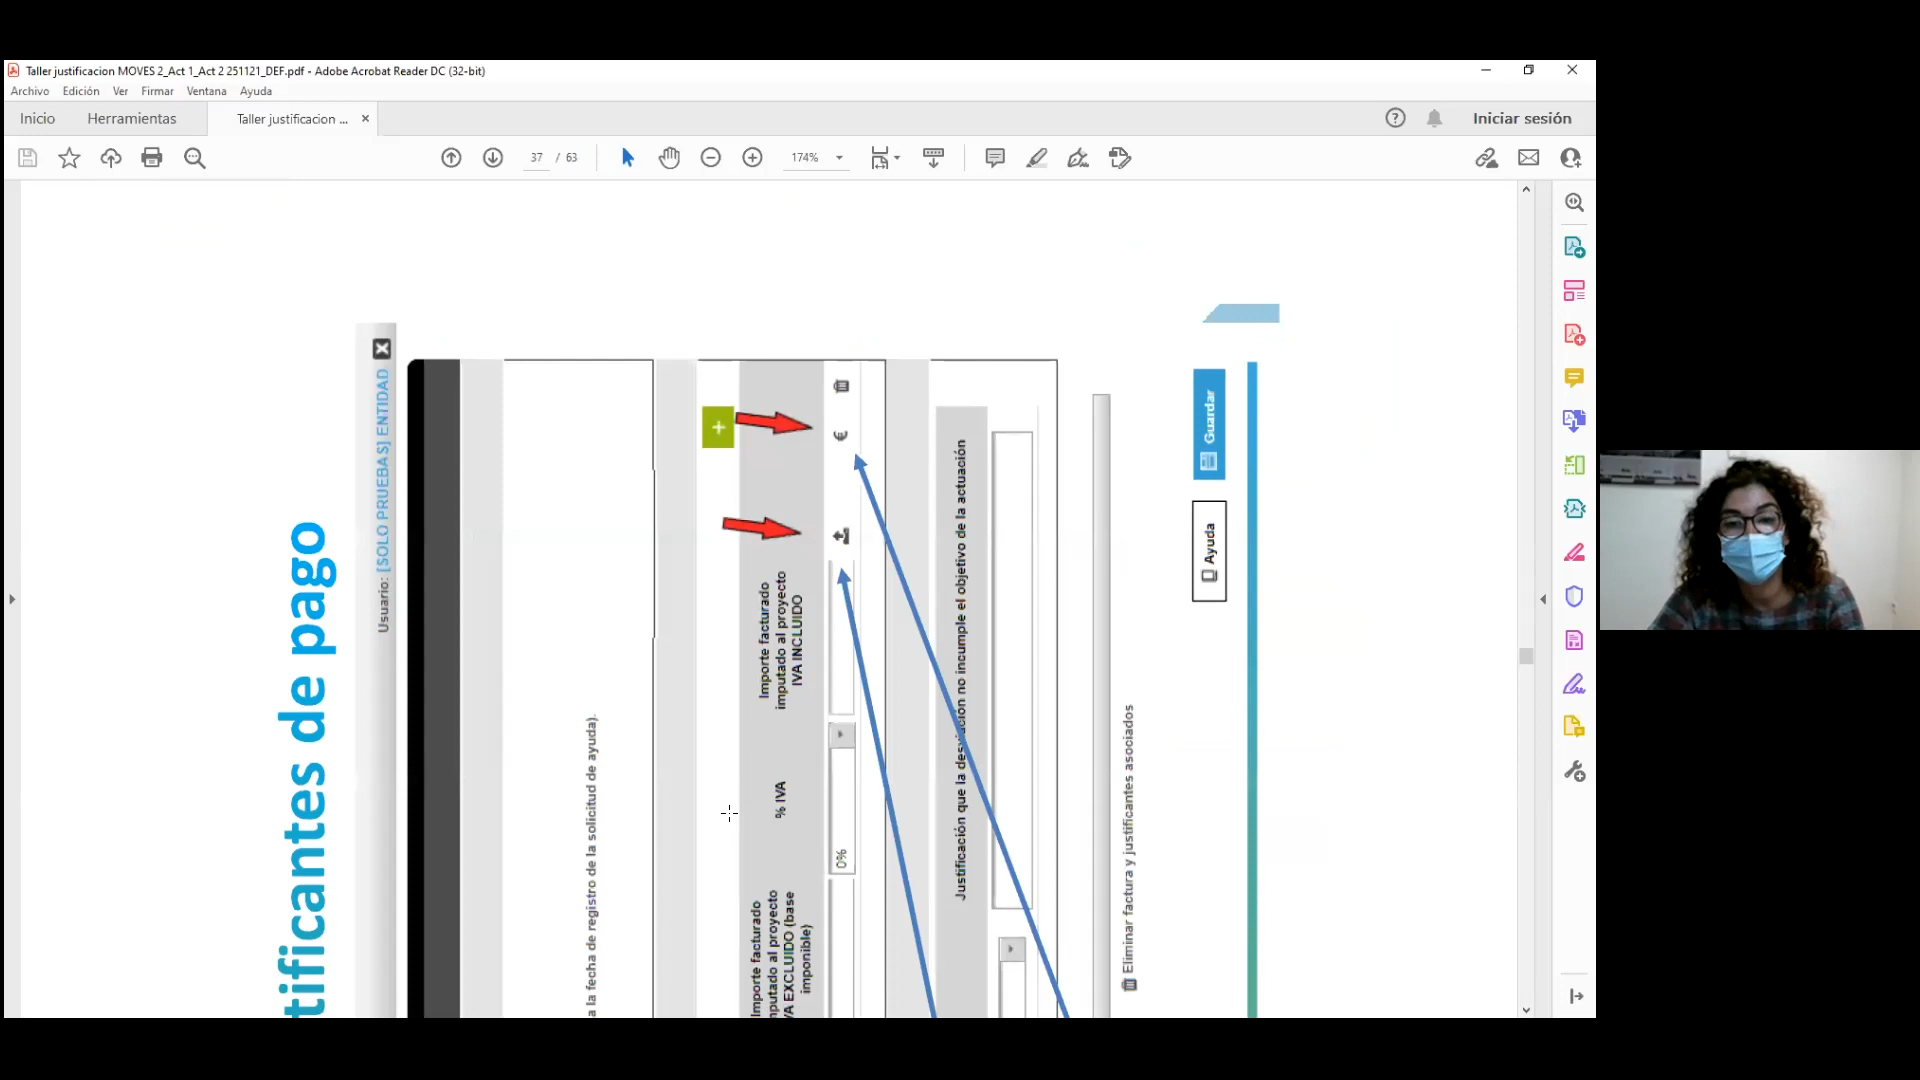 Taller justificacion MOVES 2_Act 1_Act 2 251121_DEF.pdf - Adobe Acrobat Reader DC (32-bit)
Archivo Edición Ver Firmar Ventana Ayuda
Inicio Herramientas Taller justificacion ... × Iniciar sesión
37 / 63 174%
tificantes de pago
Usuario: [SOLO PRUEBAS] ENTIDAD
a la fecha de registro de la solicitud de ayuda).
Importe facturado
imputado al proyecto
IVA EXCLUIDO (base
imponible)
% IVA
Importe facturado
imputado al proyecto
IVA INCLUIDO
0%
€
Justificación que la desviación no incumple el objetivo de la actuación
Eliminar factura y justificantes asociados
Ayuda
Guardar